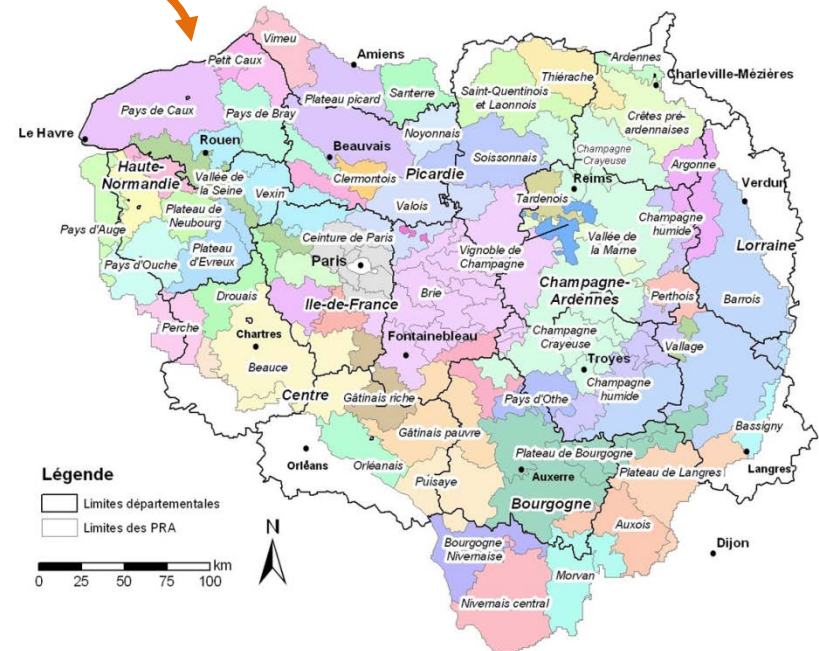 Vimeu
Amiens
Ardennes
Petit Caux
Charleville-Mézières
Thiérache
Santerre
Saint-Quentinois
et Laonnois
Plateau picard
Pays de Caux
Pays de Bray
Crêtes pré-
ardennaises
Le Havre
Noyonnais
Rouen
Beauvais
Soissonnais
Champagne
Crayeuse
Argonne
Haute-
Normandie
Vallée de
la Seine
Clermontois
Picardie
Reims
Verdun
Vexin
Valois
Tardenois
Plateau de
Neubourg
Champagne
humide
Pays d'Auge
Ceinture de Paris
Vallée de
la Marne
Lorraine
Plateau
d'Evreux
Vignoble de
Champagne
Pays d'Ouche
Paris
Champagne-
Ardennes
Brie
Perthois
Barrois
Drouais
Ile-de-France
Perche
Chartres
Fontainebleau
Champagne
Crayeuse
Vallage
Beauce
Troyes
Champagne
humide
Centre
Gâtinais riche
Pays d'Othe
Bassigny
Gâtinais pauvre
Plateau de Bourgogne
Orléans
Orléanais
Auxerre
Plateau de Langres
Langres
Puisaye
Bourgogne
Auxois
Bourgogne
Nivernaise
Dijon
Morvan
Nivernais central
Légende
Limites départementales
Limites des PRA
N
km
0 25 50 75 100